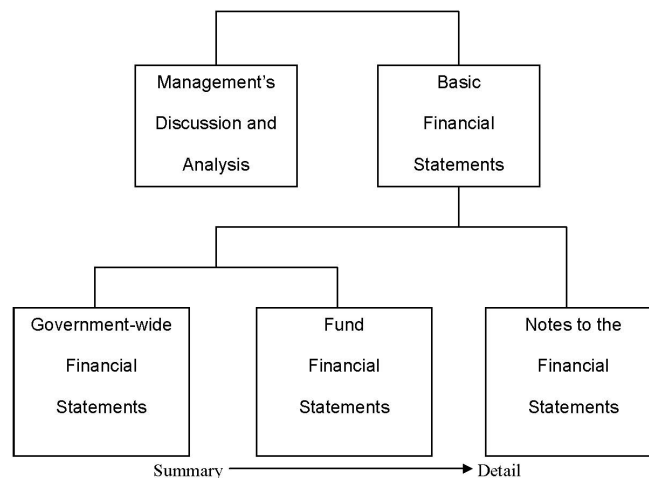 Management’s
Discussion and
Analysis
Basic
Financial
Statements
Government-wide
Financial
Statements
Fund
Financial
Statements
Notes to the
Financial
Statements
Summary
Detail